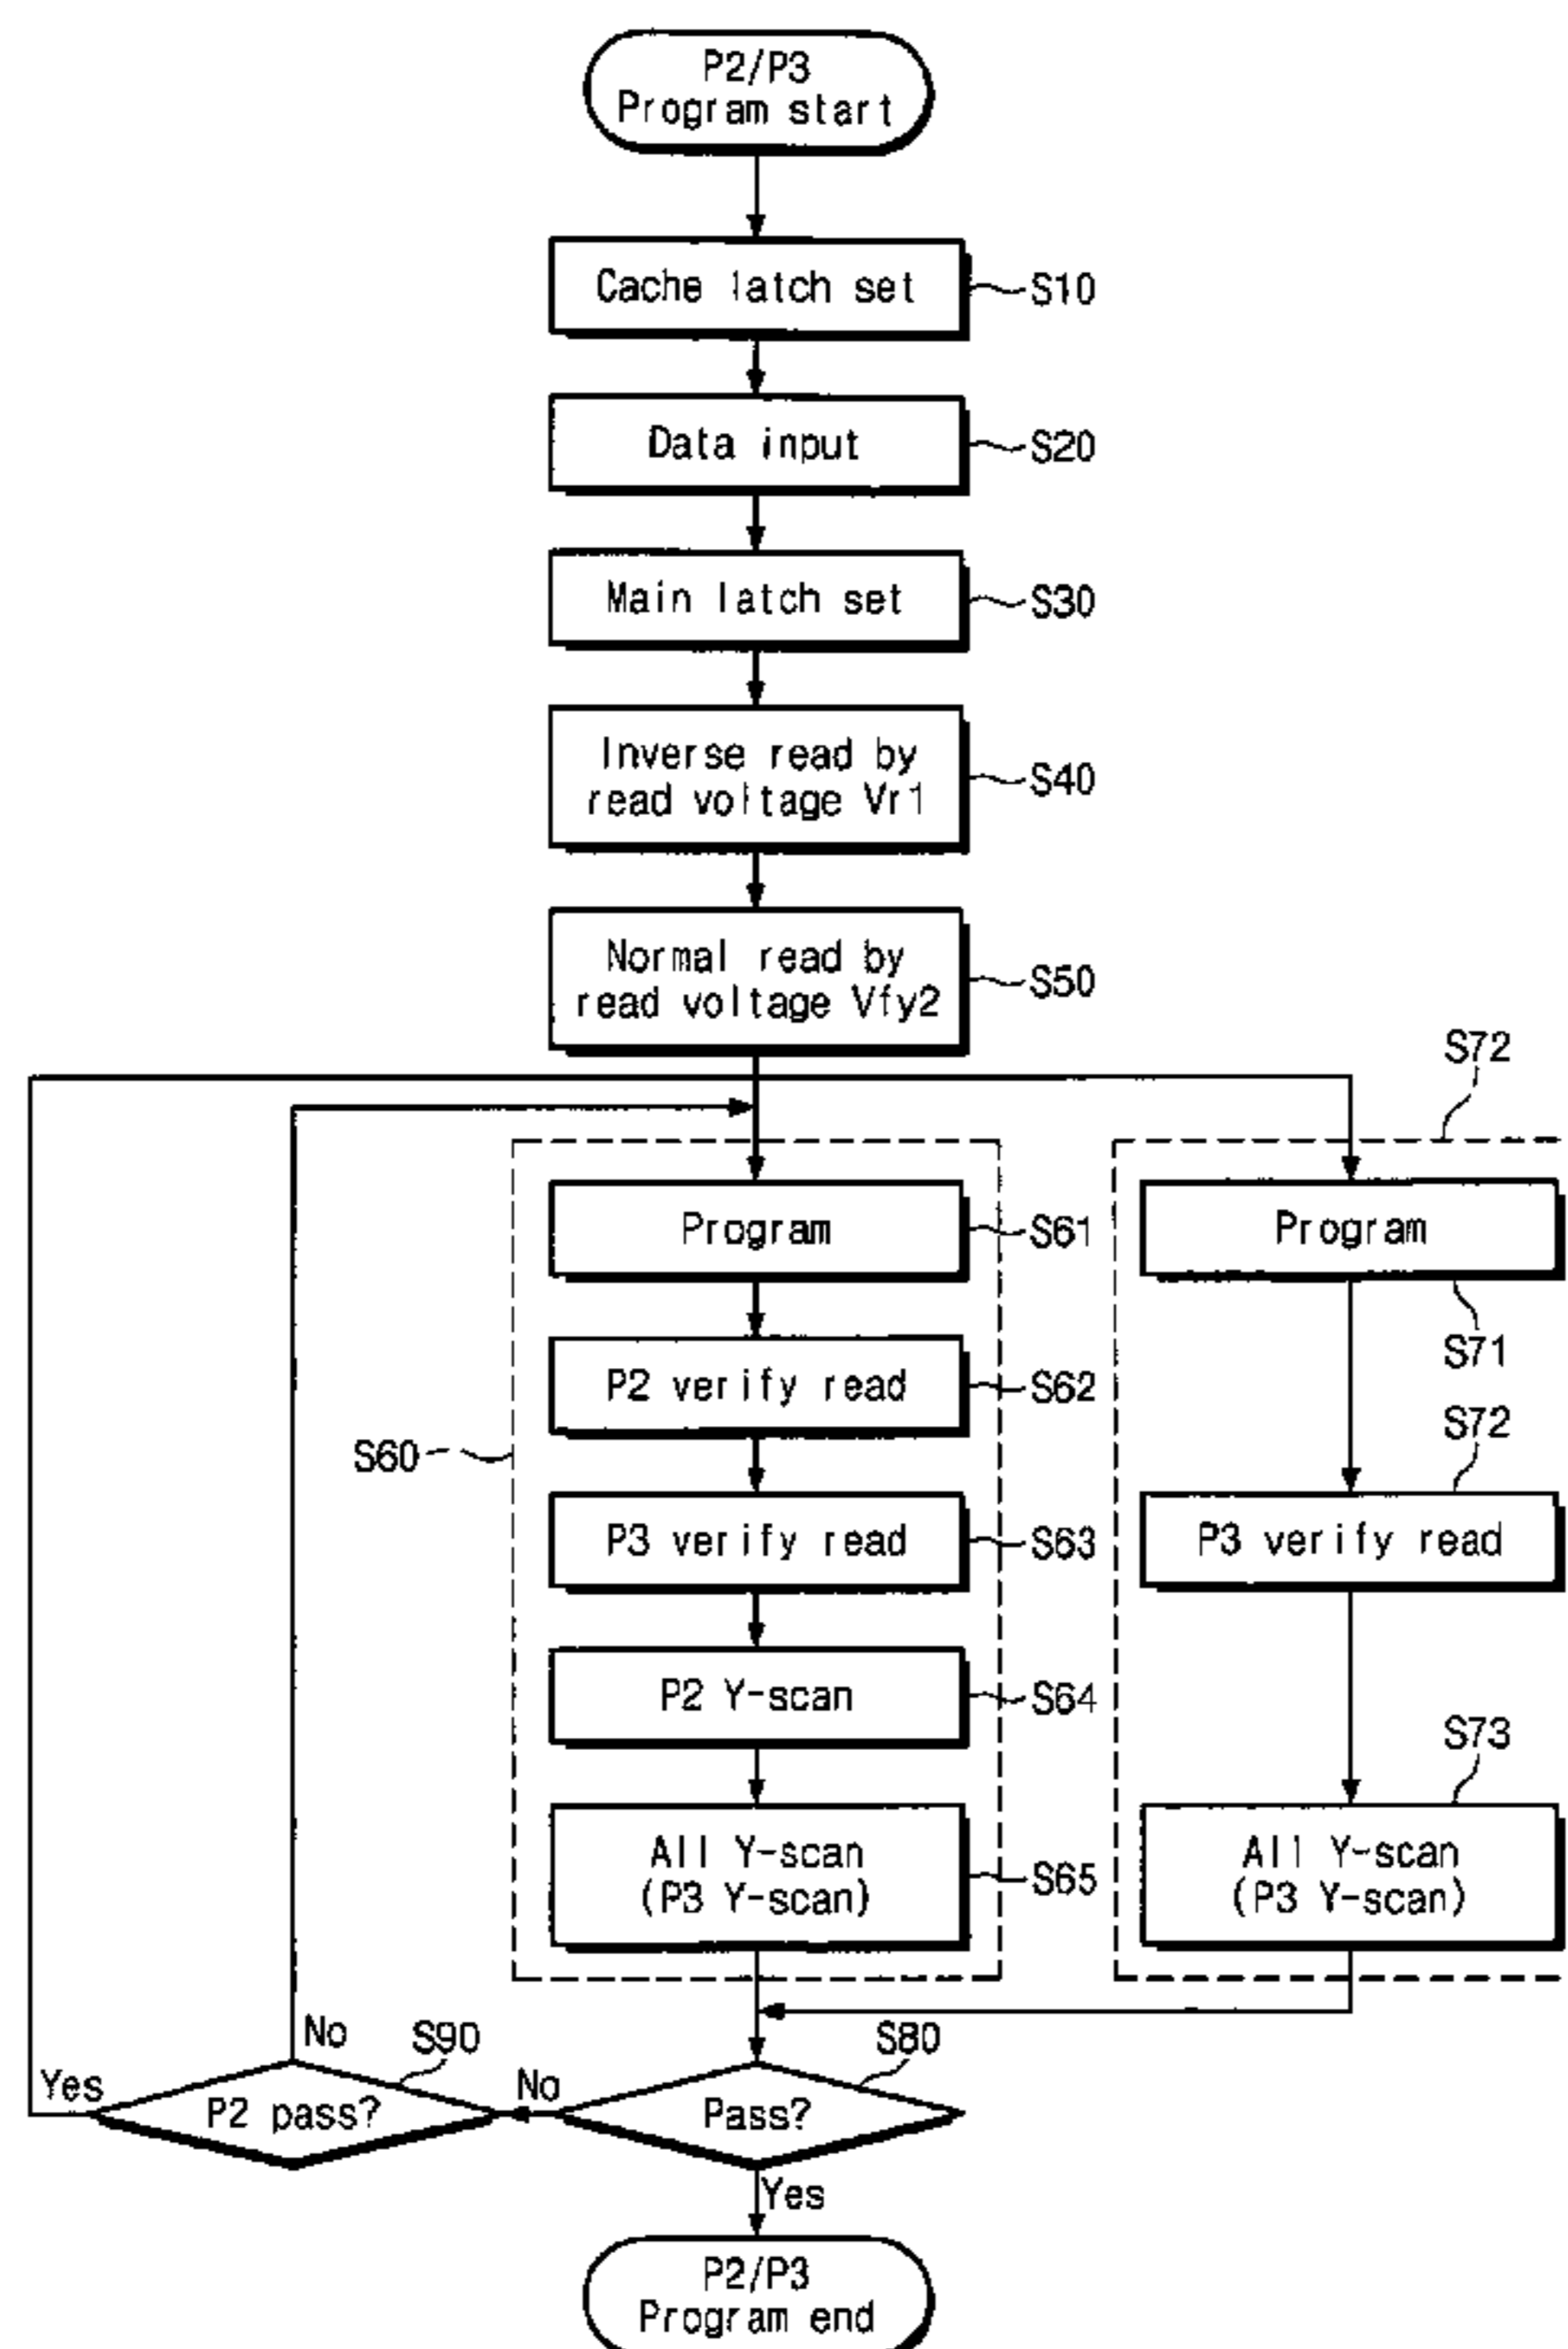 P2/P3
Program start
Cache latch set
S10
Data input
S20
Main latch set
S30
Inverse read by
read voltage Vr1
S40
Normal read by
read voltage Vfy2
S50
S72
Program
S61
Program
S71
P2 verify read
S62
S72
S60
P3 verify read
S63
P3 verify read
P2 Y-scan
S64
S73
All Y-scan
(P3 Y-scan)
S65
All Y-scan
(P3 Y-scan)
No
S90
S80
Yes
P2 pass?
No
Pass?
Yes
P2/P3
Program end